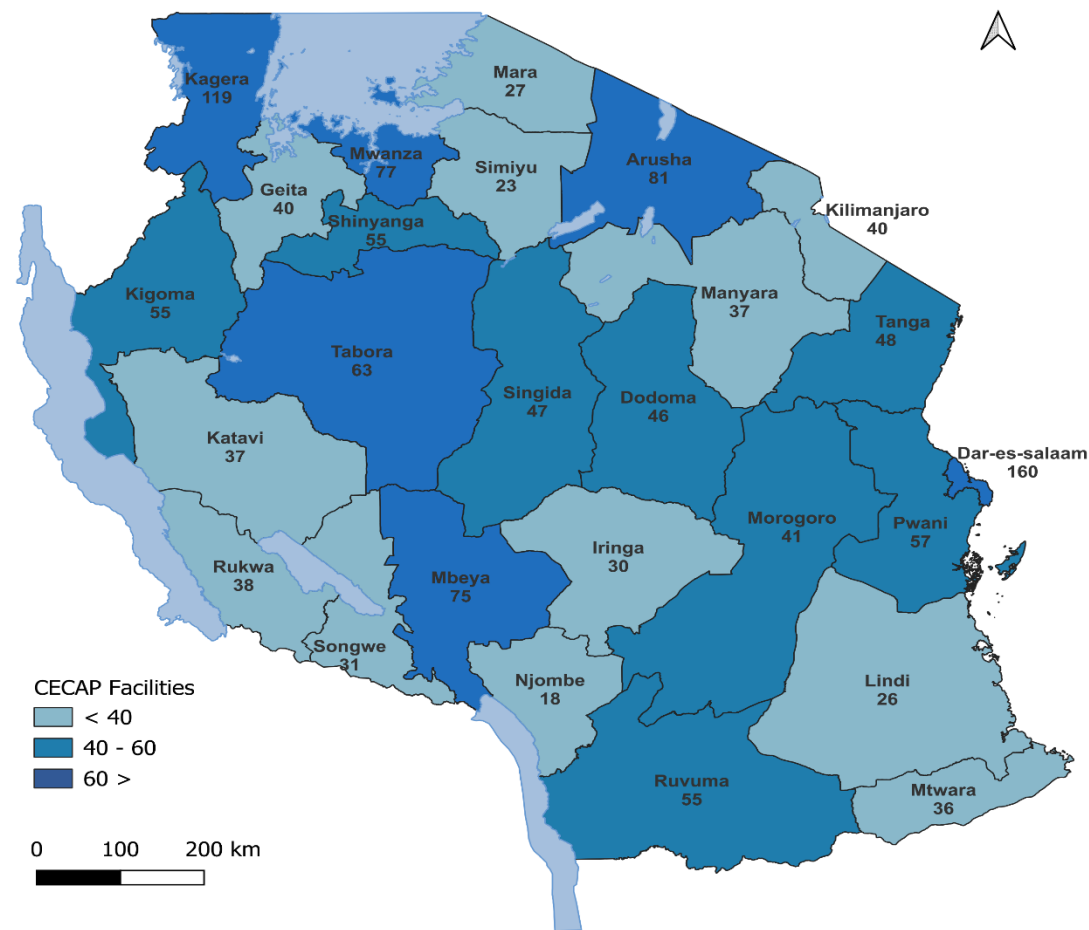 Mara
27
Kagera
119
Mwanza
77
Simiyu
23
Arusha
81
Geita
40
Kilimanjaro
40
Shinyanga
55
Kigoma
55
Manyara
37
Tanga
48
Tabora
63
Singida
47
Dodoma
46
Katavi
37
Dar-es-salaam
160
Morogoro
41
Pwani
57
Iringa
30
Rukwa
38
Mbeya
75
Songwe
31
Njombe
18
Lindi
26
Ruvuma
55
Mtwara
36
CECAP Facilities
< 40
40 - 60
60 >
0 100 200 km